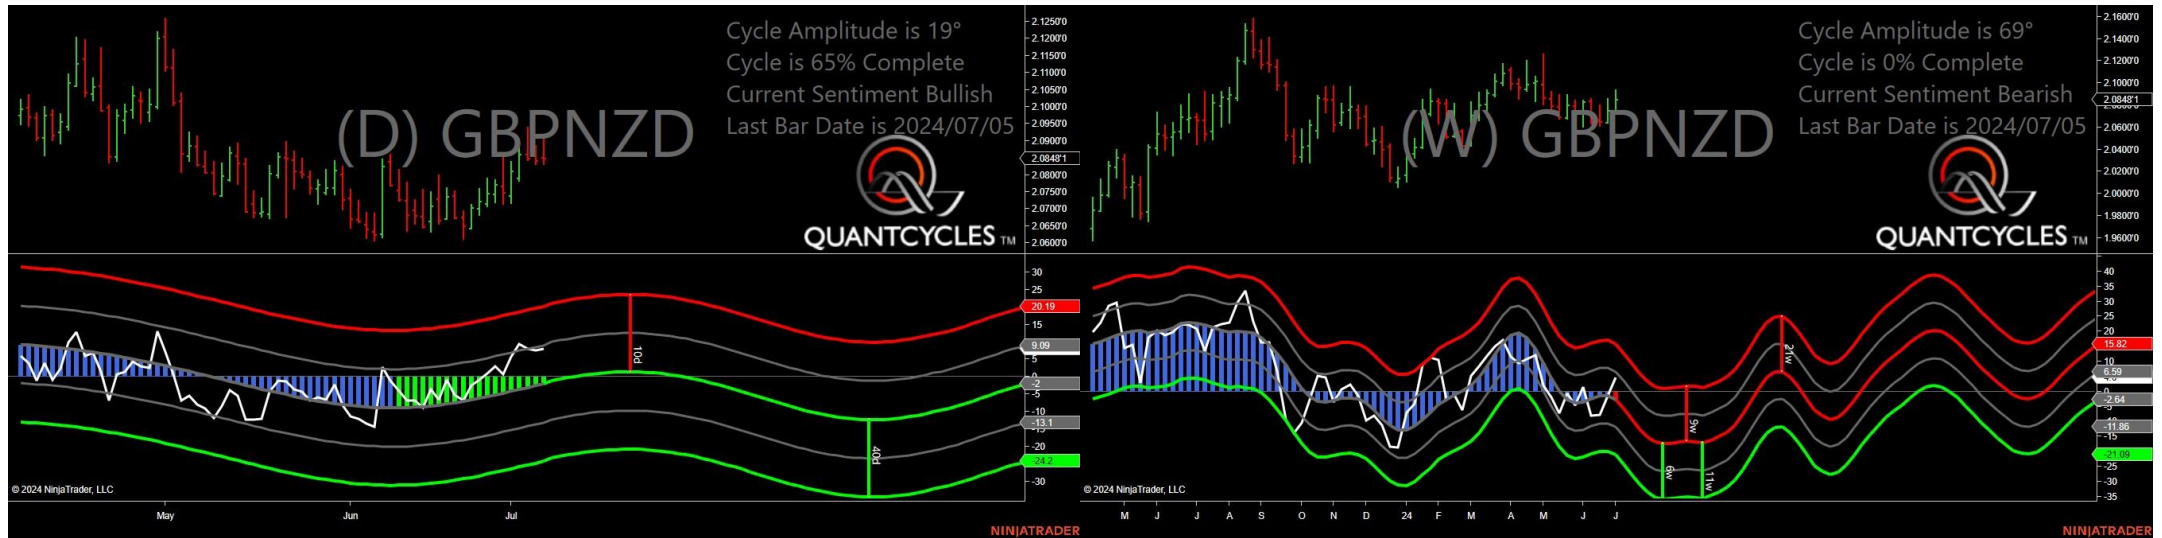 Cycle Amplitude is 19°
Cycle is 65% Complete
Current Sentiment Bullish
Last Bar Date is 2024/07/05
(D) GBPNZD
QUANTCYCLES TM
2.1250'0
2.1200'0
2.1150'0
2.1100'0
2.1050'0
2.1000'0
2.0950'0
2.0900'0
2.0848'1
2.0800'0
2.0750'0
2.0700'0
2.0650'0
2.0600'0
30
25
20.19
15
9.09
5
0
-2
-5
-10
-13.1
-20
-24.2
-30
10d
40d
© 2024 NinjaTrader, LLC
May
Jun
Jul
NINJATRADER
Cycle Amplitude is 69°
Cycle is 0% Complete
Current Sentiment Bearish
Last Bar Date is 2024/07/05
(W) GBPNZD
QUANTCYCLES TM
2.1600'0
2.1400'0
2.1200'0
2.1000'0
2.0848'1
2.0600'0
2.0400'0
2.0200'0
2.0000'0
1.9800'0
1.9600'0
40
35
30
25
20
15.82
10
6.59
0
-2.64
-11.86
-15
-21.09
-25
-30
-35
21w
9w
6w
11w
© 2024 NinjaTrader, LLC
M J J A S O N D 24 F M A M J J
NINJATRADER